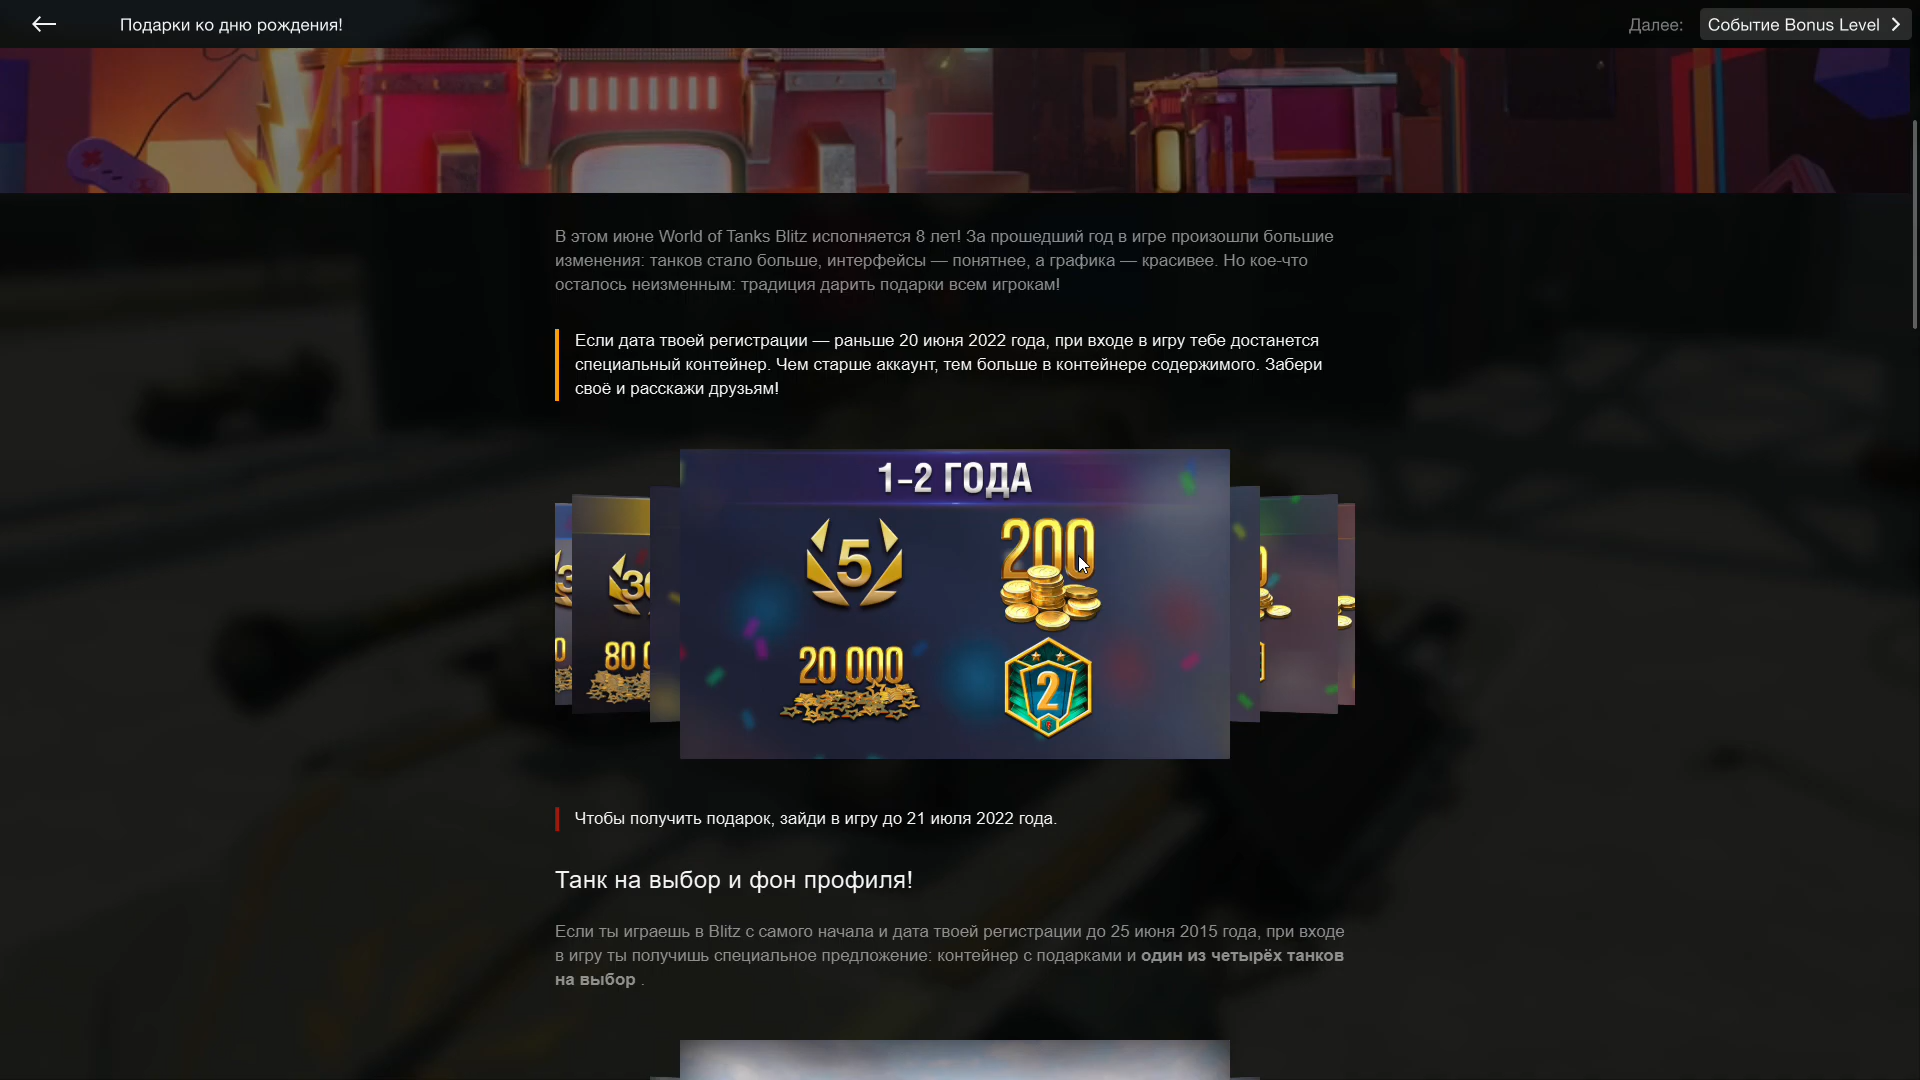 Подарки ко дню рождения!
Далее:
Событие Bonus Level
В этом июне World of Tanks Blitz исполняется 8 лет! За прошедший год в игре произошли большие
изменения: танков стало больше, интерфейсы — понятнее, а графика — красивее. Но кое-что
осталось неизменным: традиция дарить подарки всем игрокам!
Если дата твоей регистрации — раньше 20 июня 2022 года, при входе в игру тебе достанется
специальный контейнер. Чем старше аккаунт, тем больше в контейнере содержимого. Забери
своё и расскажи друзьям!
1-2 ГОДА
5
200
20 000
2
80 0
Чтобы получить подарок, зайди в игру до 21 июля 2022 года.
Танк на выбор и фон профиля!
Если ты играешь в Blitz с самого начала и дата твоей регистрации до 25 июня 2015 года, при входе
в игру ты получишь специальное предложение: контейнер с подарками и один из четырёх танков
на выбор .